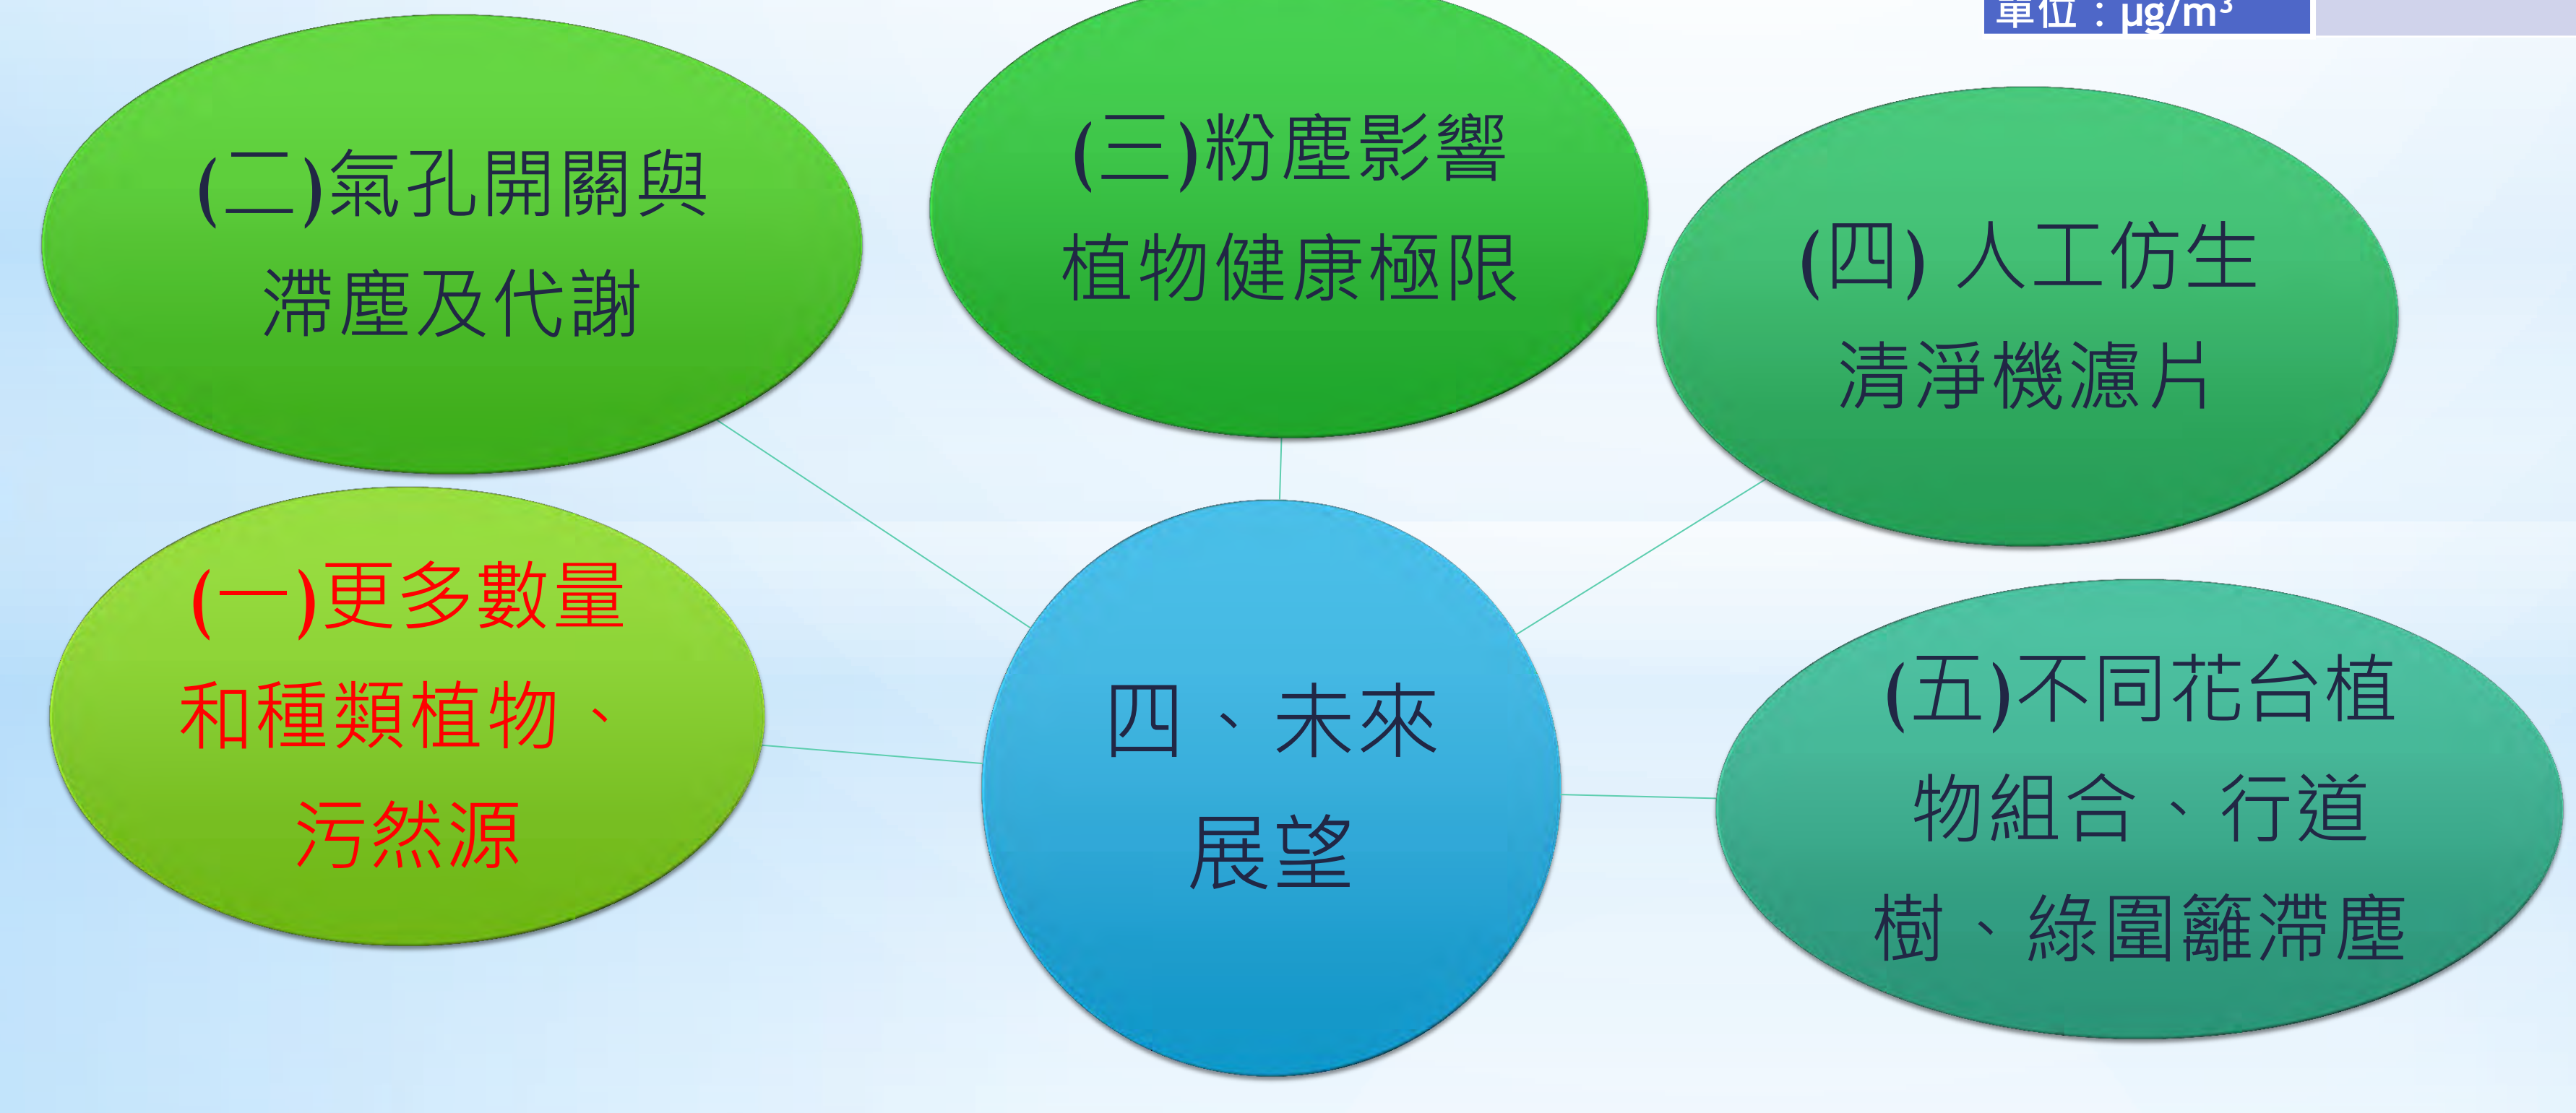 單位：μg/m³
(二)氣孔開關與
滯塵及代謝
(三)粉塵影響
植物健康極限
(四) 人工仿生
清淨機濾片
(一)更多數量
和種類植物、
污然源
四、未來
展望
(五)不同花台植
物組合、行道
樹、綠圍籬滯塵